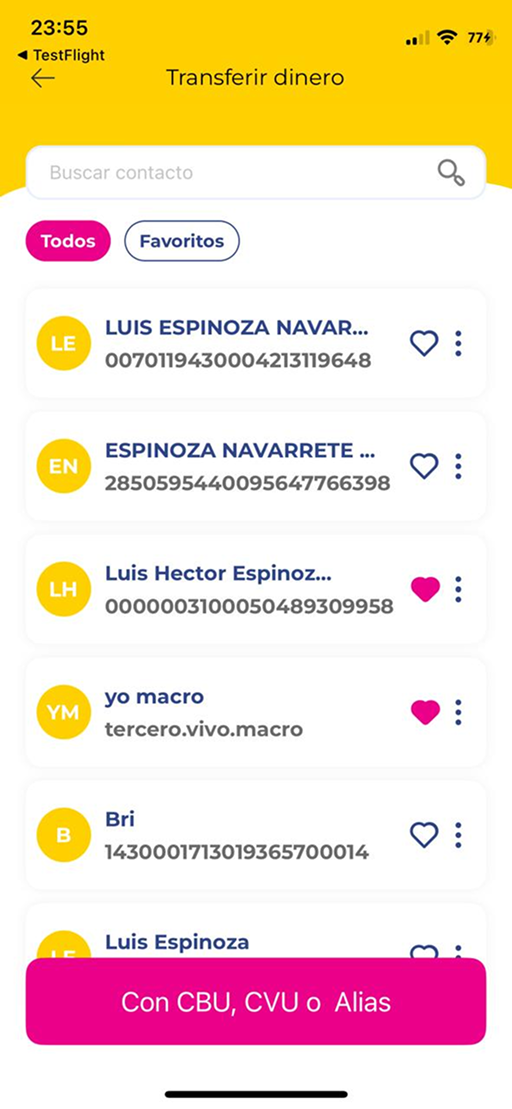 23:55
77
◀ TestFlight
Transferir dinero
Buscar contacto
Todos
Favoritos
LE
LUIS ESPINOZA NAVAR...
0070119430004213119648
EN
ESPINOZA NAVARRETE ...
2850595440095647766398
LH
Luis Hector Espinoz...
0000003100050489309958
YM
yo macro
tercero.vivo.macro
B
Bri
1430001713019365700014
LE
Luis Espinoza
Con CBU, CVU o Alias